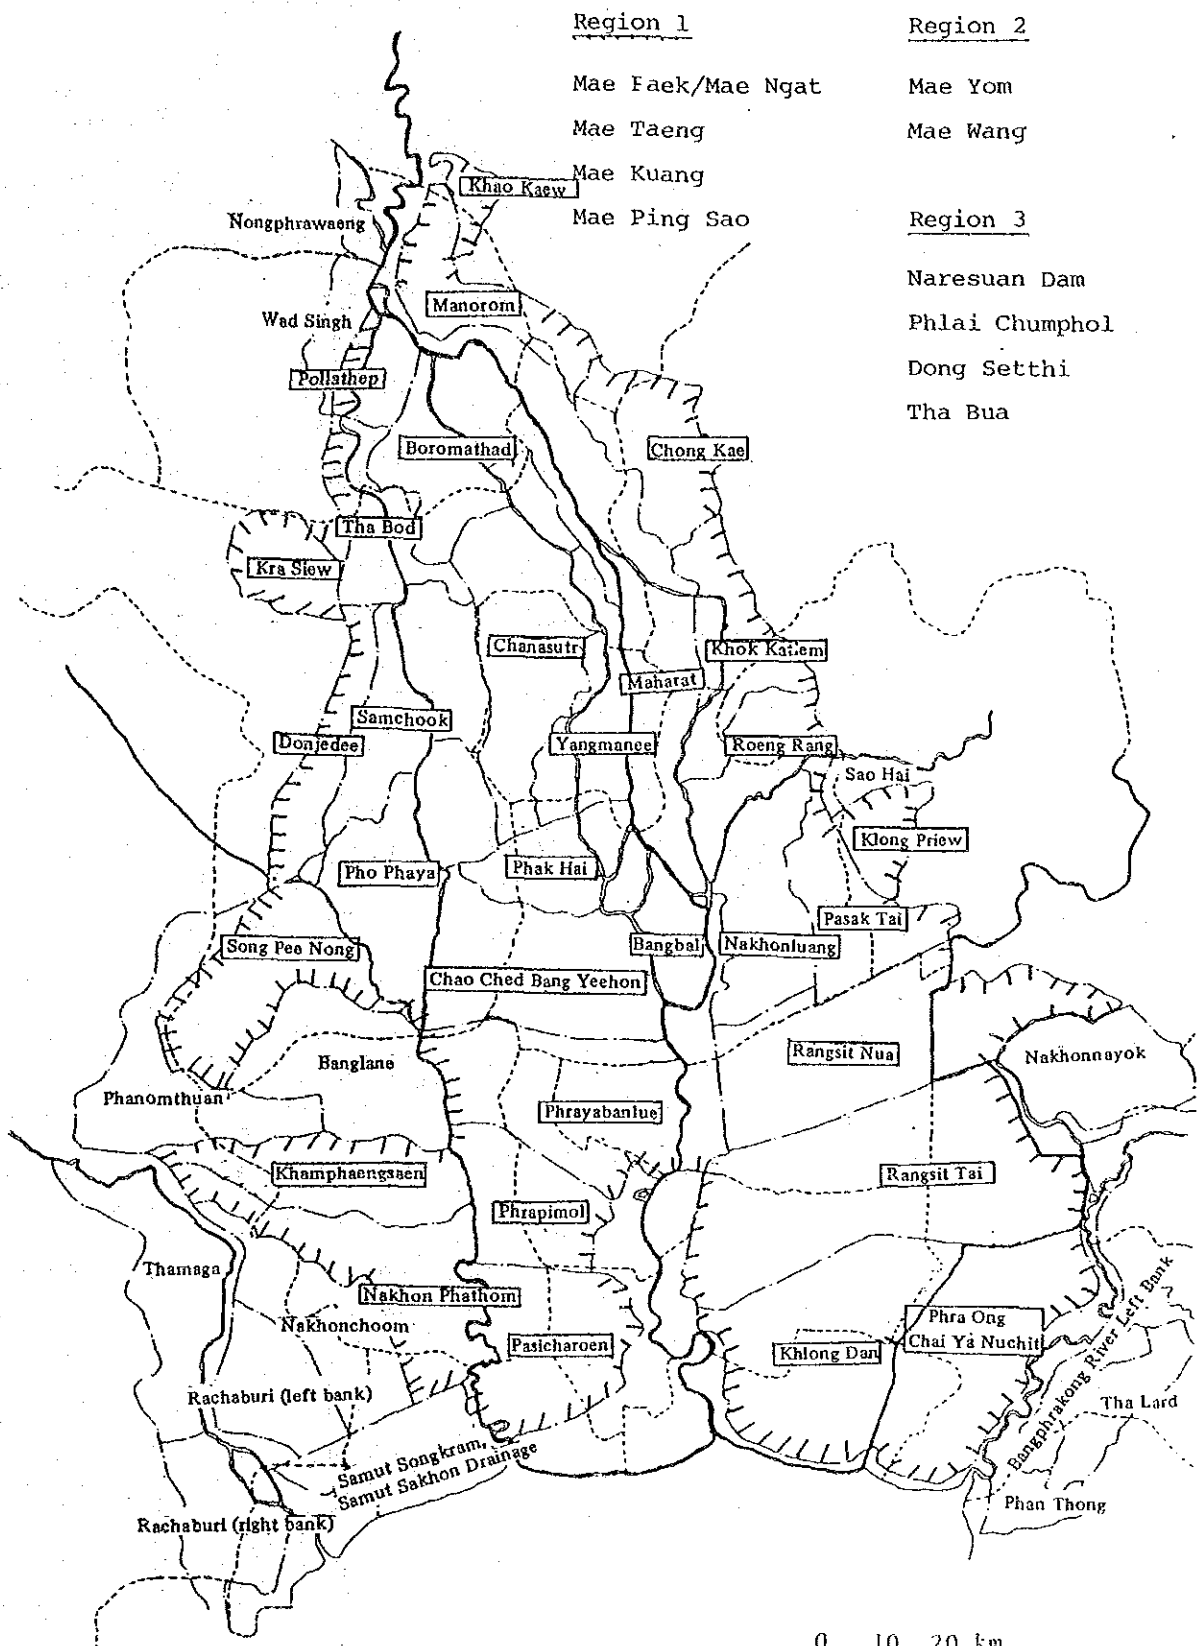 Region 1
Mae Faek/Mae Ngat
Mae Taeng
Mae Kuang
Mae Ping Sao
Region 2
Mae Yom
Mae Wang
Region 3
Naresuan Dam
Phlai Chumphol
Dong Setthi
Tha Bua
Khao Kaew
Nongphrawaeng
Manorom
Wad Singh
Pollathep
Boromathad
Chong Kae
Tha Bod
Kra Siew
Chanasutr
Khok Katiem
Maharat
Samchook
Donjedee
Yangmanee
Roeng Rang
Sao Hai
Klong Priew
Pho Phaya
Phak Hai
Pasak Tai
Song Pee Nong
Bangbal
Nakhonluang
Chao Ched Bang Yeehon
Rangsit Nua
Nakhonnayok
Banglane
Phanomthuan
Phrayabanlue
Khamphaengsaen
Rangsit Tai
Phrapimol
Thamaga
Nakhon Phathom
Nakhonchoom
Pasicharoen
Khlong Dan
Phra Ong
Chai Ya Nuchit
Bangphrakong River Left Bank
Rachaburi (left bank)
Tha Lard
Samut Songkram,
Samut Sakhon Drainage
Phan Thong
Rachaburi (right bank)
0 10 20 km